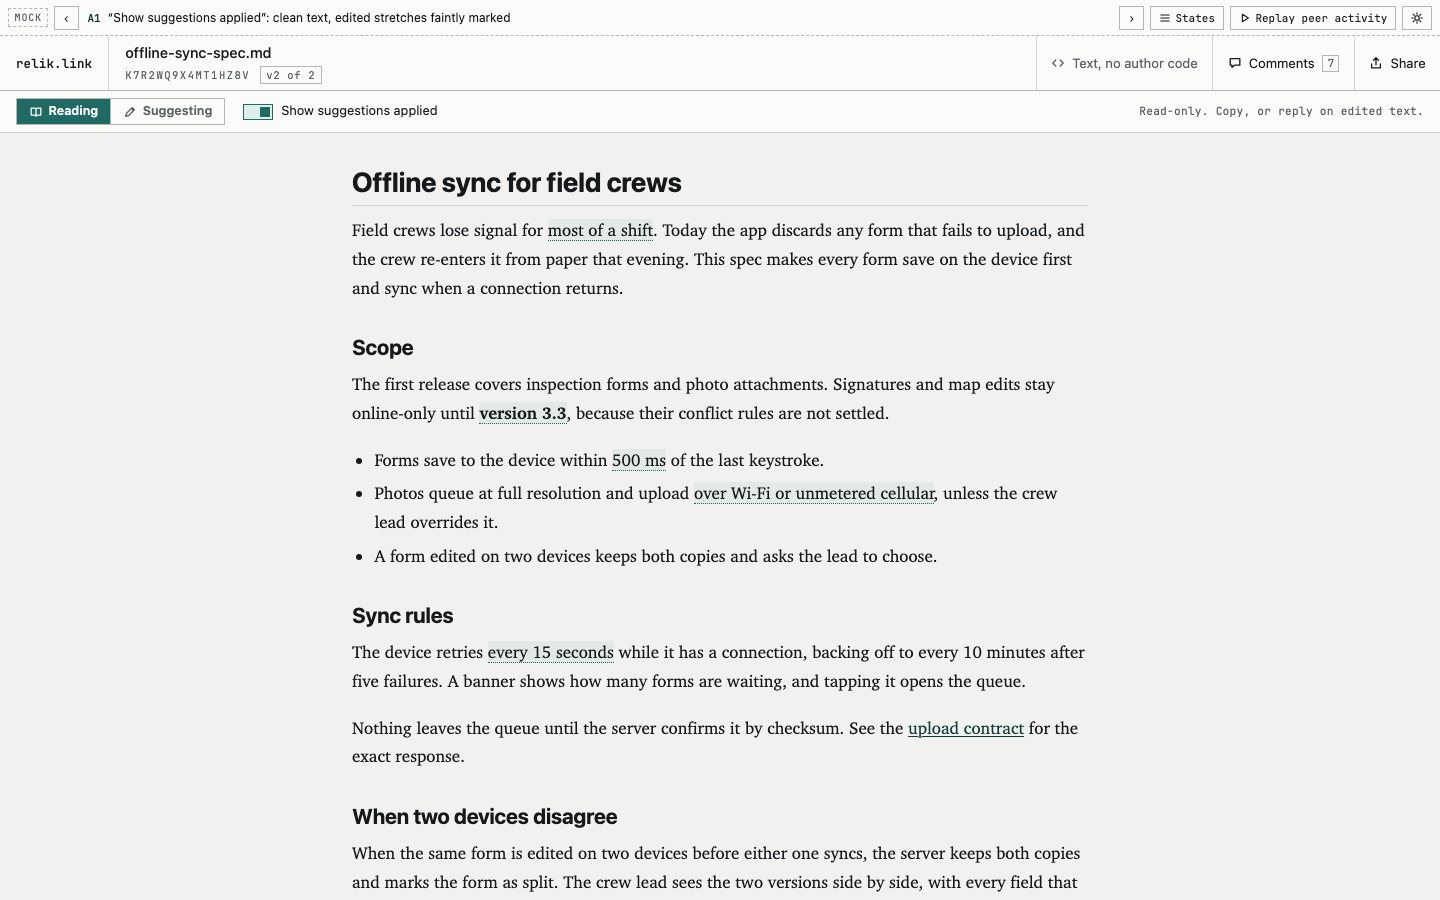 MOCK ‹ A1 “Show suggestions applied”: clean text, edited stretches faintly marked › States Replay peer activity
relik.link offline-sync-spec.md Text, no author code Comments 7 Share
K7R2WQ9X4MT1HZ8V v2 of 2
Reading Suggesting Show suggestions applied Read-only. Copy, or reply on edited text.
Offline sync for field crews
Field crews lose signal for most of a shift. Today the app discards any form that fails to upload, and
the crew re-enters it from paper that evening. This spec makes every form save on the device first
and sync when a connection returns.
Scope
The first release covers inspection forms and photo attachments. Signatures and map edits stay
online-only until version 3.3, because their conflict rules are not settled.
• Forms save to the device within 500 ms of the last keystroke.
• Photos queue at full resolution and upload over Wi-Fi or unmetered cellular, unless the crew
lead overrides it.
• A form edited on two devices keeps both copies and asks the lead to choose.
Sync rules
The device retries every 15 seconds while it has a connection, backing off to every 10 minutes after
five failures. A banner shows how many forms are waiting, and tapping it opens the queue.
Nothing leaves the queue until the server confirms it by checksum. See the upload contract for the
exact response.
When two devices disagree
When the same form is edited on two devices before either one syncs, the server keeps both copies
and marks the form as split. The crew lead sees the two versions side by side, with every field that